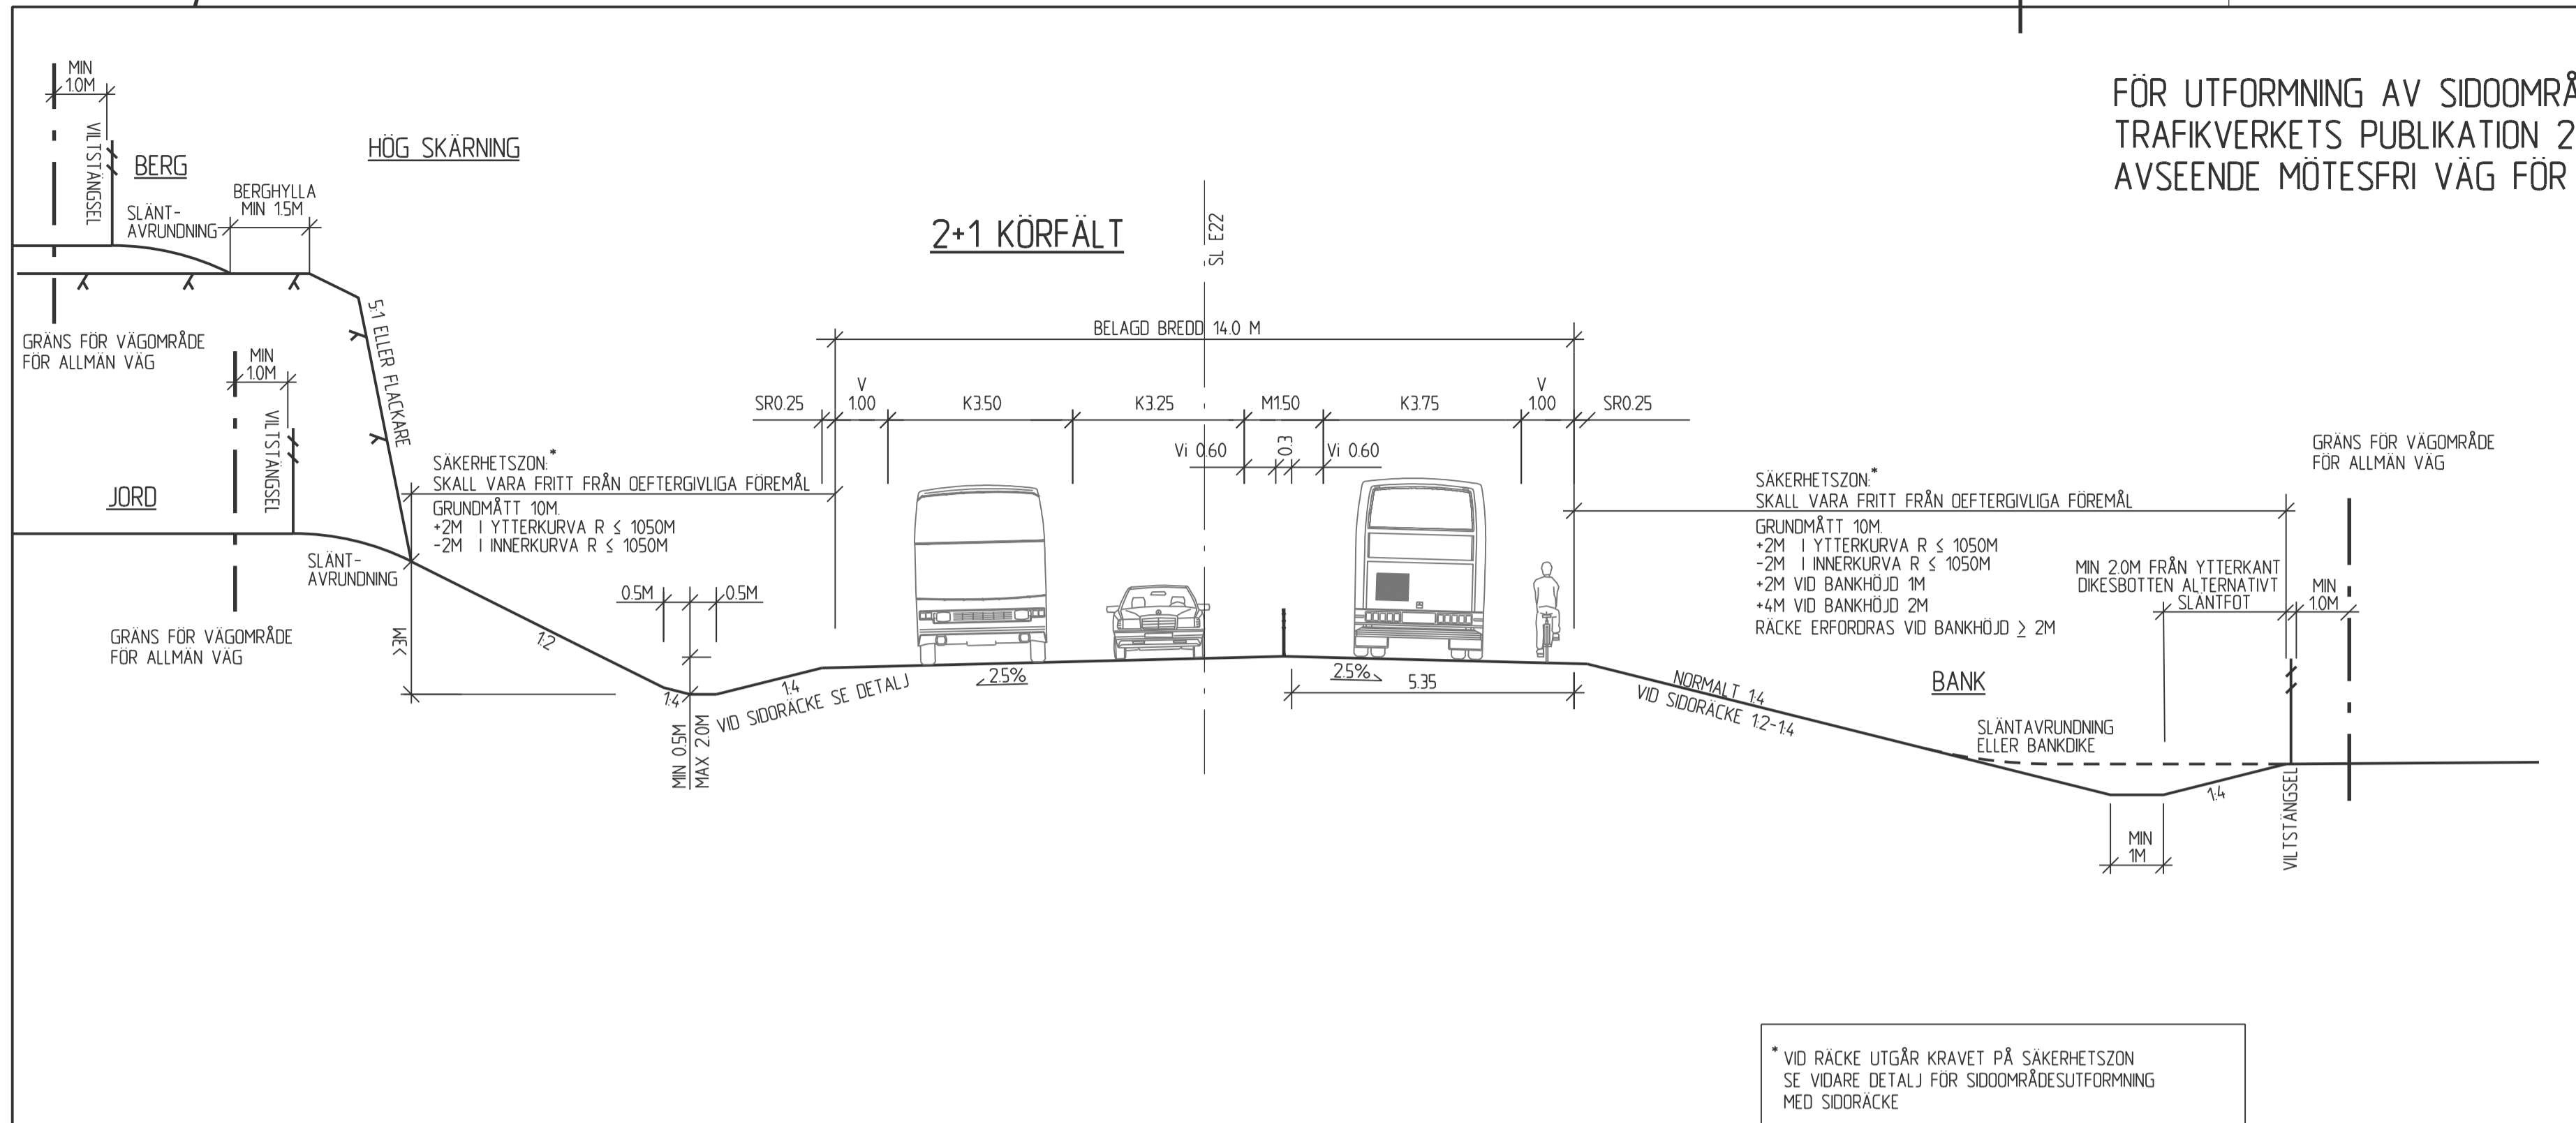 MIN
1.0M
VILTSTÄNGSEL
BERG
HÖG SKÄRNING
BERGHYLLA
MIN 1.5M
SLÄNT-
AVRUNDNING
GRÄNS FÖR VÄGOMRÅDE
FÖR ALLMÄN VÄG
5:1 ELLER FLACKARE
MIN
1.0M
VILTSTÄNGSEL
JORD
SLÄNT-
AVRUNDNING
GRÄNS FÖR VÄGOMRÅDE
FÖR ALLMÄN VÄG
FÖR UTFORMNING AV SIDOOMRÅ
TRAFIKVERKETS PUBLIKATION 2
AVSEENDE MÖTESFRI VÄG FÖR
2+1 KÖRFÄLT
SL E22
BELAGD BREDD 14.0 M
SR0.25
V
1.00
K3.50
K3.25
M1.50
K3.75
V
1.00
SR0.25
Vi 0.60
0.3
Vi 0.60
SÄKERHETSZON:*
SKALL VARA FRITT FRÅN OEFTERGIVLIGA FÖREMÅL
GRUNDMÅTT 10M.
+2M I YTTERKURVA R ≤ 1050M
-2M I INNERKURVA R ≤ 1050M
0.5M
0.5M
<3M
1:2
1:4
1:4
VID SIDORÄCKE SE DETALJ
MIN 0.5M
MAX 2.0M
2.5%
2.5%
5.35
SÄKERHETSZON:*
SKALL VARA FRITT FRÅN OEFTERGIVLIGA FÖREMÅL
GRUNDMÅTT 10M.
+2M I YTTERKURVA R ≤ 1050M
-2M I INNERKURVA R ≤ 1050M
+2M VID BANKHÖJD 1M
+4M VID BANKHÖJD 2M
RÄCKE ERFORDRAS VID BANKHÖJD ≥ 2M
GRÄNS FÖR VÄGOMRÅDE
FÖR ALLMÄN VÄG
MIN 2.0M FRÅN YTTERKANT
DIKESBOTTEN ALTERNATIVT
SLÄNTFOT
MIN
1.0M
NORMALT 1:4
VID SIDORÄCKE 1:2-1:4
BANK
SLÄNTAVRUNDNING
ELLER BANKDIKE
1:4
VILTSTÄNGSEL
MIN
1M
* VID RÄCKE UTGÅR KRAVET PÅ SÄKERHETSZON
SE VIDARE DETALJ FÖR SIDOOMRÅDESUTFORMNING
MED SIDORÄCKE